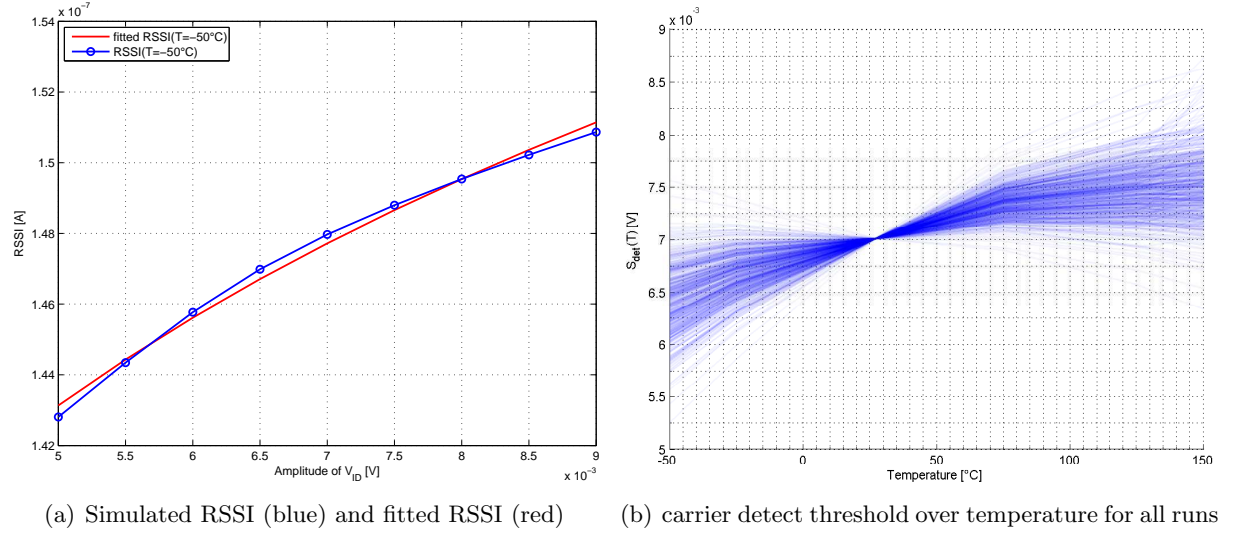 x 10⁻⁷
1.54
1.52
1.5
1.48
1.46
1.44
1.42
RSSI [A]
fitted RSSI(T=−50°C)
RSSI(T=−50°C)
5 5.5 6 6.5 7 7.5 8 8.5 9
Amplitude of V_ID [V]
x 10⁻³
(a) Simulated RSSI (blue) and fitted RSSI (red)
x 10⁻³
9
8.5
8
7.5
7
6.5
6
5.5
5
S_det(T) [V]
-50 0 50 100 150
Temperature [°C]
(b) carrier detect threshold over temperature for all runs